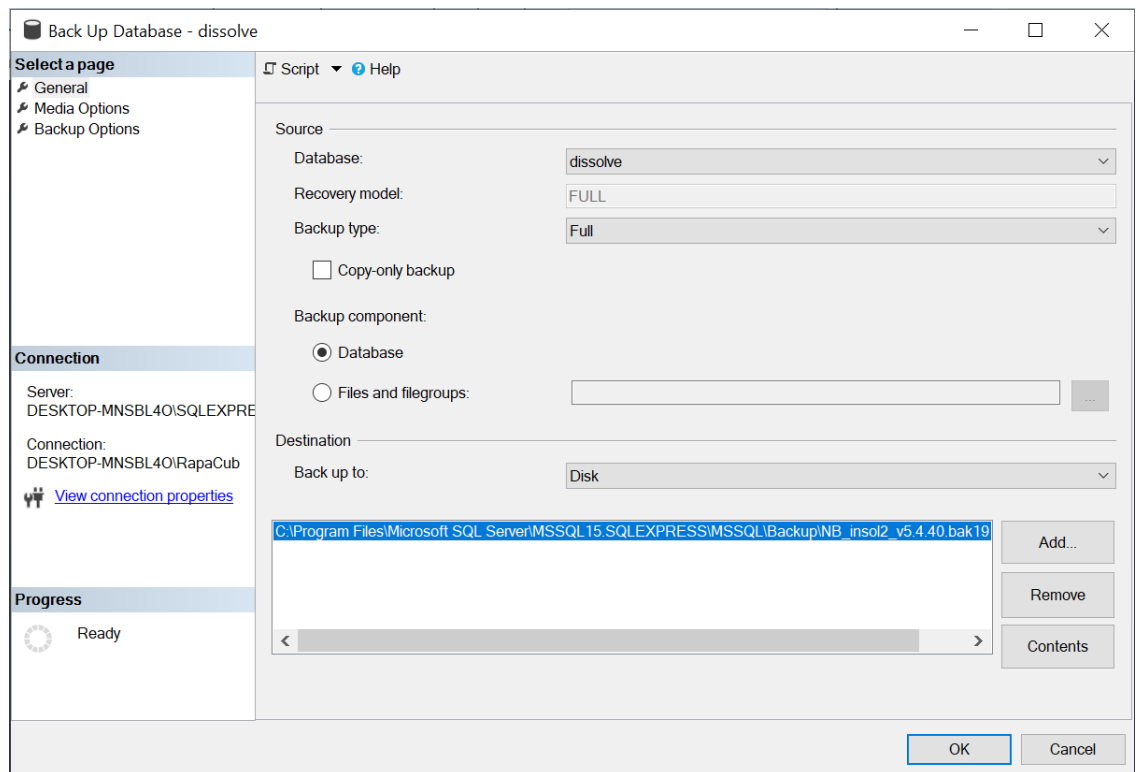 Back Up Database - dissolve
Select a page
General
Media Options
Backup Options
Script
Help
Source
Database:
dissolve
Recovery model:
FULL
Backup type:
Full
Copy-only backup
Backup component:
Database
Files and filegroups:
...
Destination
Back up to:
Disk
C:\Program Files\Microsoft SQL Server\MSSQL15.SQLEXPRESS\MSSQL\Backup\NB_insol2_v5.4.40.bak19
Add...
Remove
Contents
Connection
Server:
DESKTOP-MNSBL4O\SQLEXPRE
Connection:
DESKTOP-MNSBL4O\RapaCub
View connection properties
Progress
Ready
OK
Cancel